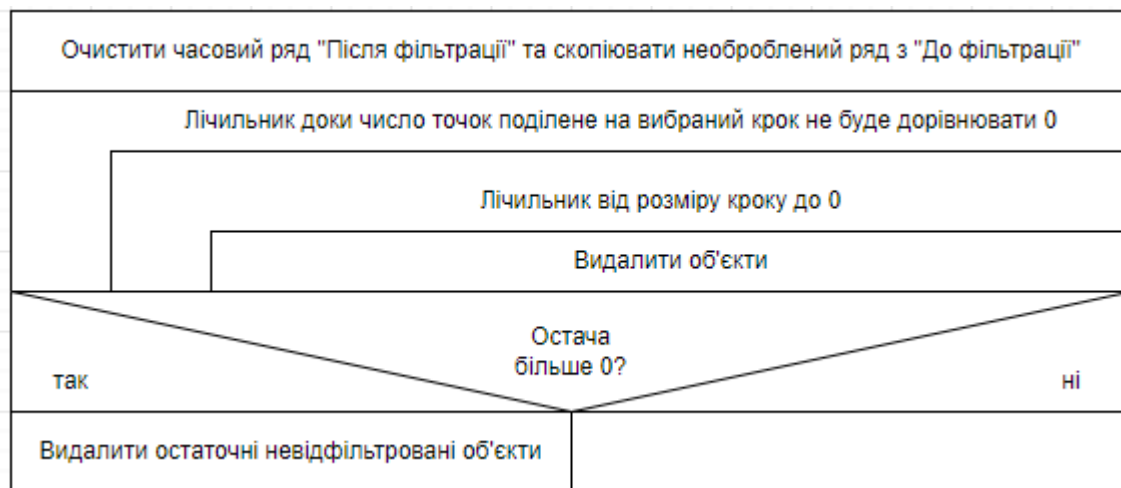 Очистити часовий ряд "Після фільтрації" та скопіювати необроблений ряд з "До фільтрації"
Лічильник доки число точок поділене на вибраний крок не буде дорівнювати 0
Лічильник від розміру кроку до 0
Видалити об'єкти
Остача
більше 0?
так
ні
Видалити остаточні невідфільтровані об'єкти